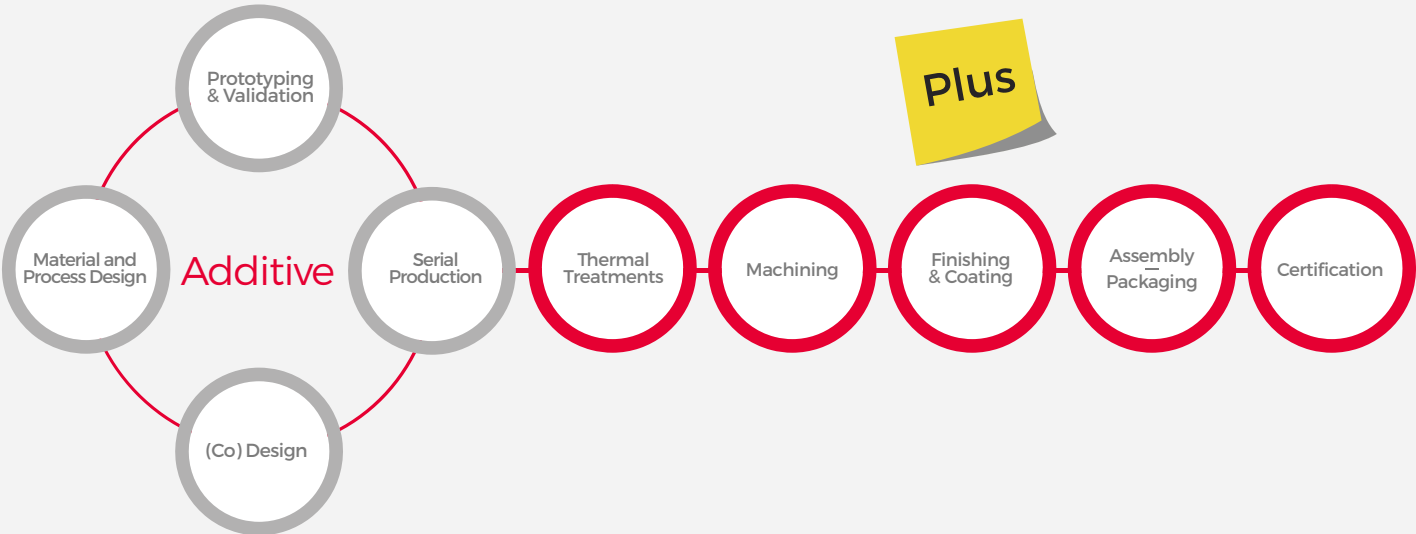 Prototyping
& Validation
Plus
Material and
Process Design
Additive
Serial
Production
Thermal
Treatments
Machining
Finishing
& Coating
Assembly
—
Packaging
Certification
(Co) Design